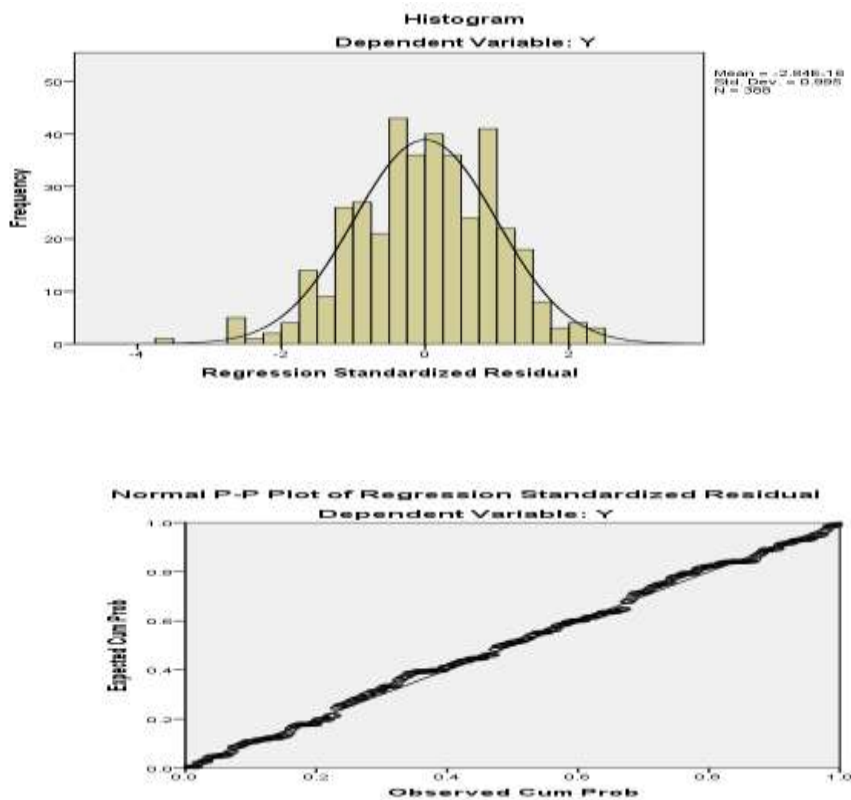 Histogram
Dependent Variable: Y
Mean = -2.84E-16
Std. Dev. = 0.995
N = 388
50
40
30
20
10
0
Frequency
-4 -2 0 2
Regression Standardized Residual
Normal P-P Plot of Regression Standardized Residual
Dependent Variable: Y
1.0
0.8
0.6
0.4
0.2
0.0
Expected Cum Prob
0.0 0.2 0.4 0.6 0.8 1.0
Observed Cum Prob